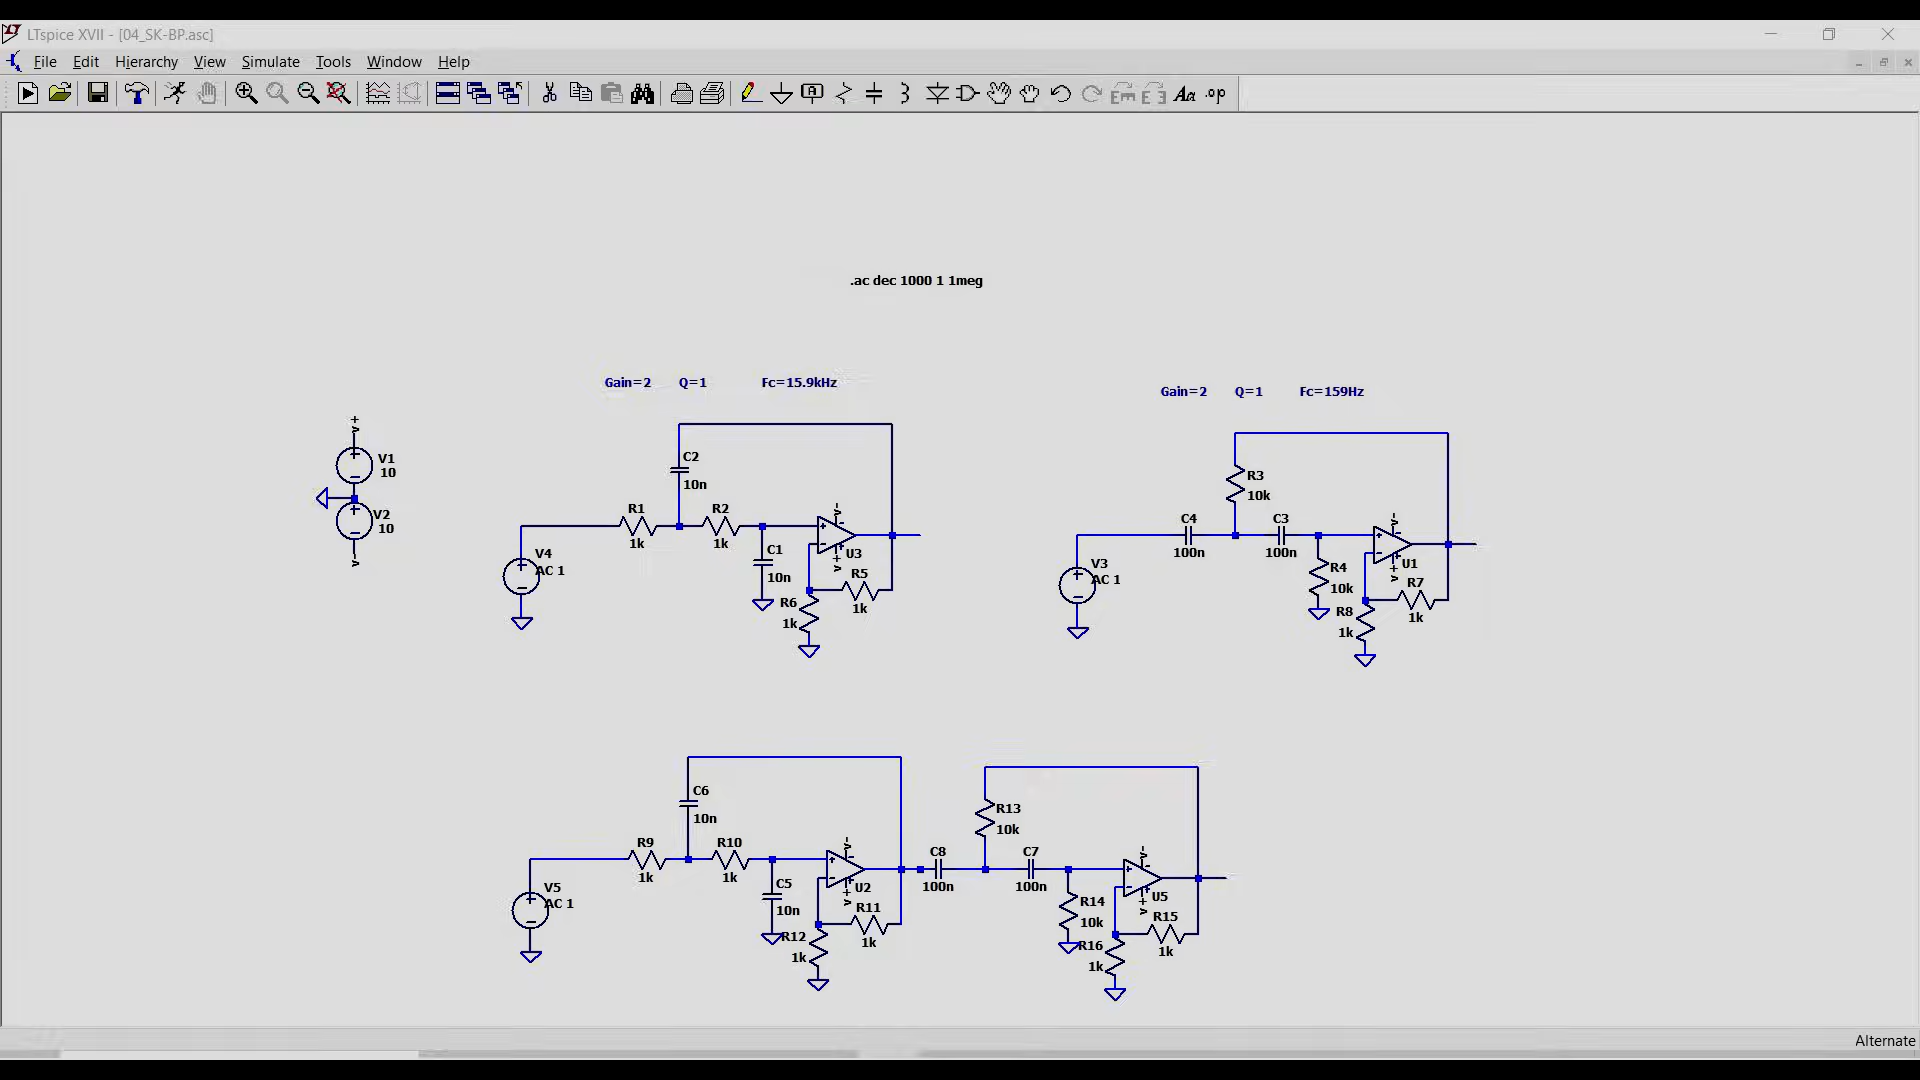 LTspice XVII - [04_SK-BP.asc]
File Edit Hierarchy View Simulate Tools Window Help
.ac dec 1000 1 1meg
Gain=2 Q=1 Fc=15.9kHz
Gain=2 Q=1 Fc=159Hz
V1
10
V2
10
C2
10n
R1
1k
R2
1k
C1
10n
V4
AC 1
U3
R5
1k
R6
1k
R3
10k
C4
100n
C3
100n
V3
AC 1
R4
10k
U1
R7
1k
R8
1k
C6
10n
R9
1k
R10
1k
C5
10n
V5
AC 1
U2
R11
1k
R12
1k
R13
10k
C8
100n
C7
100n
R14
10k
U5
R15
1k
R16
1k
Alternate